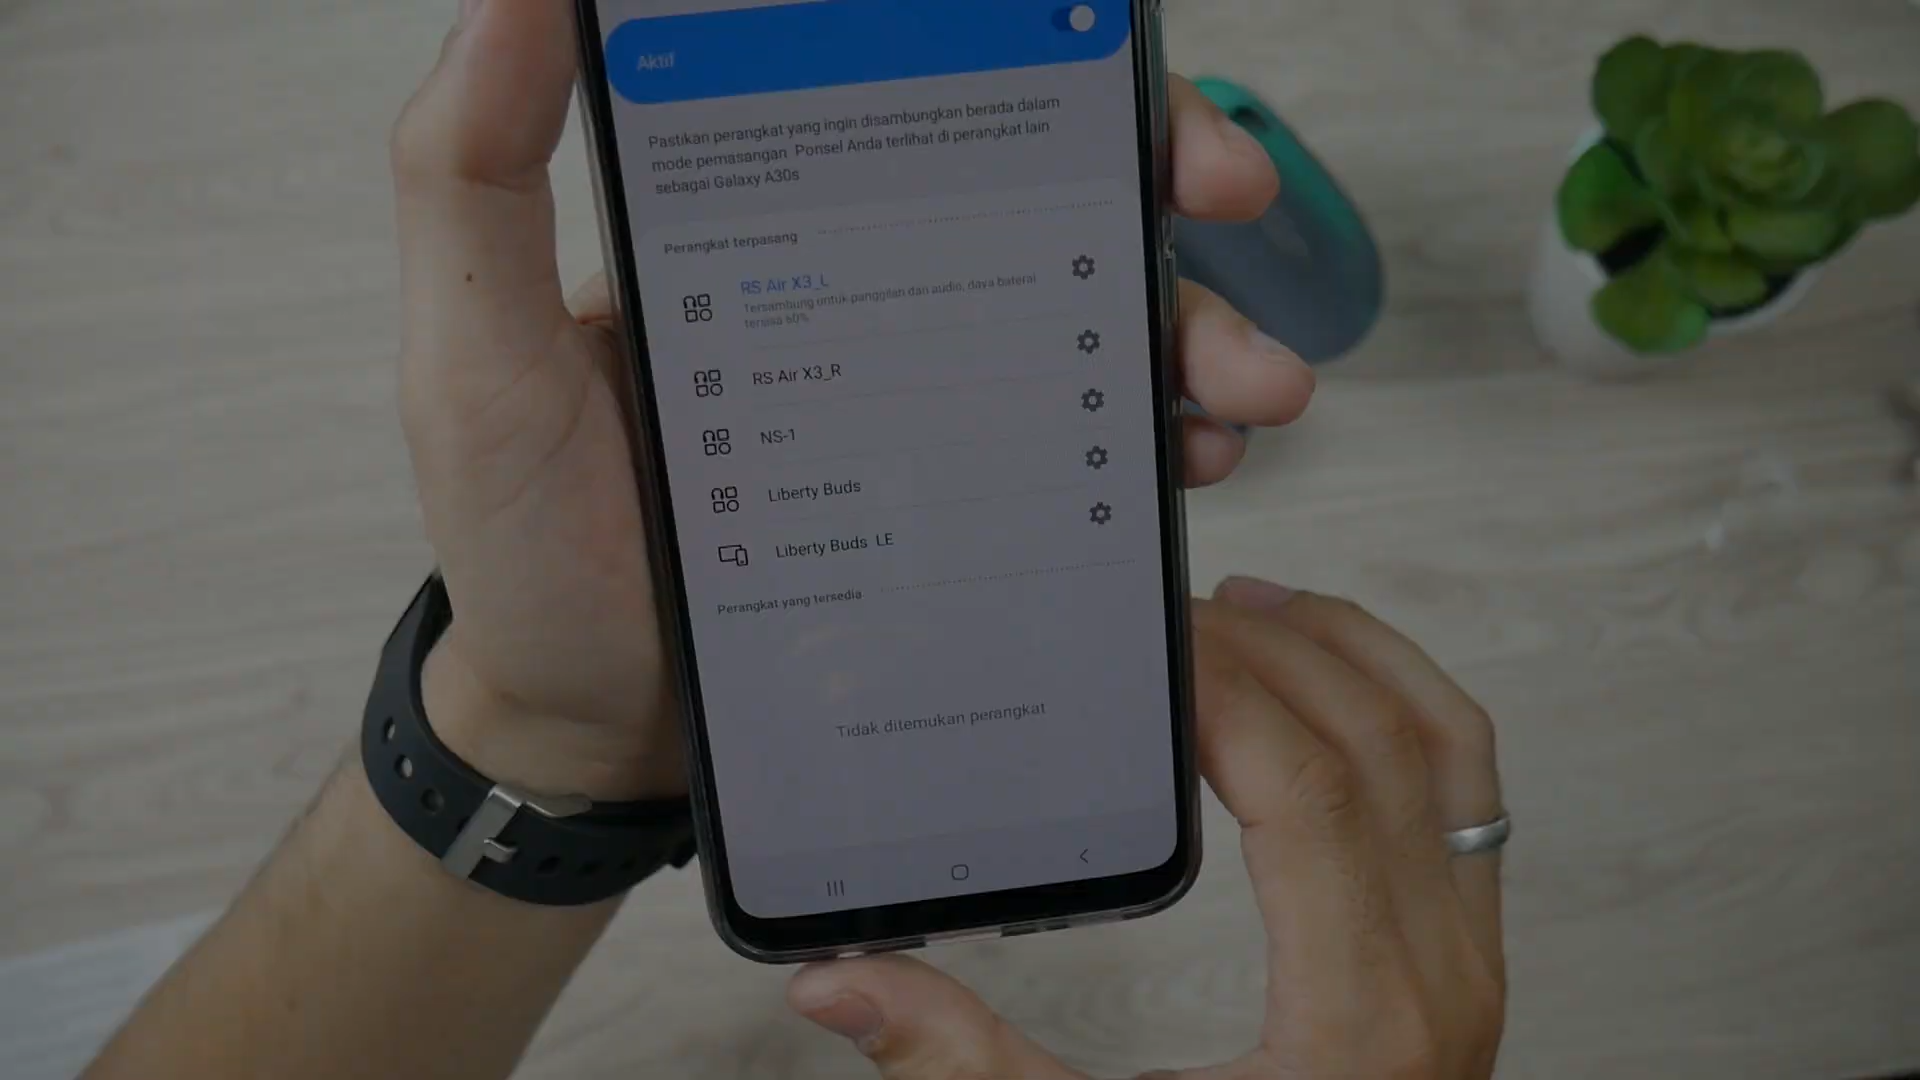 Aktif
Pastikan perangkat yang ingin disambungkan berada dalam
mode pemasangan Ponsel Anda terlihat di perangkat lain
sebagai Galaxy A30s
Perangkat terpasang
RS Air X3_L
Tersambung untuk panggilan dan audio, daya baterai
tersisa 60%
RS Air X3_R
NS-1
Liberty Buds
Liberty Buds LE
Perangkat yang tersedia
Tidak ditemukan perangkat